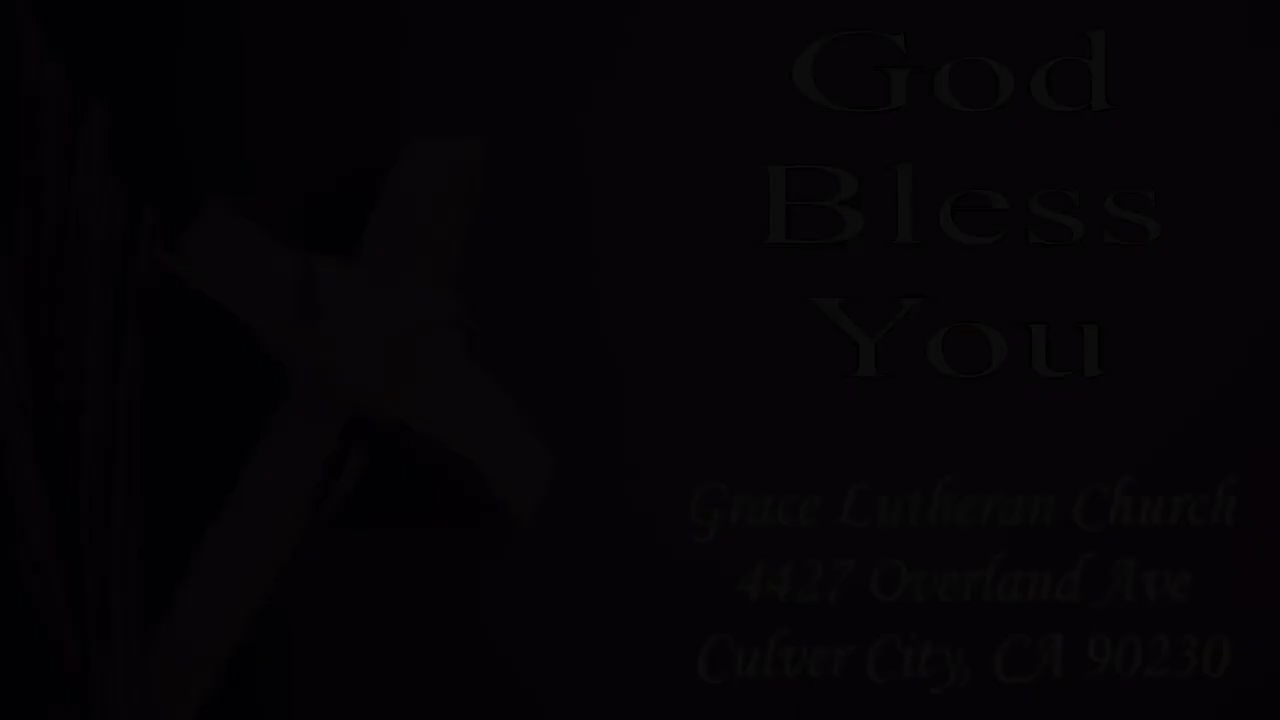 God
Bless
You
Grace Lutheran Church
4427 Overland Ave
Culver City, CA 90230